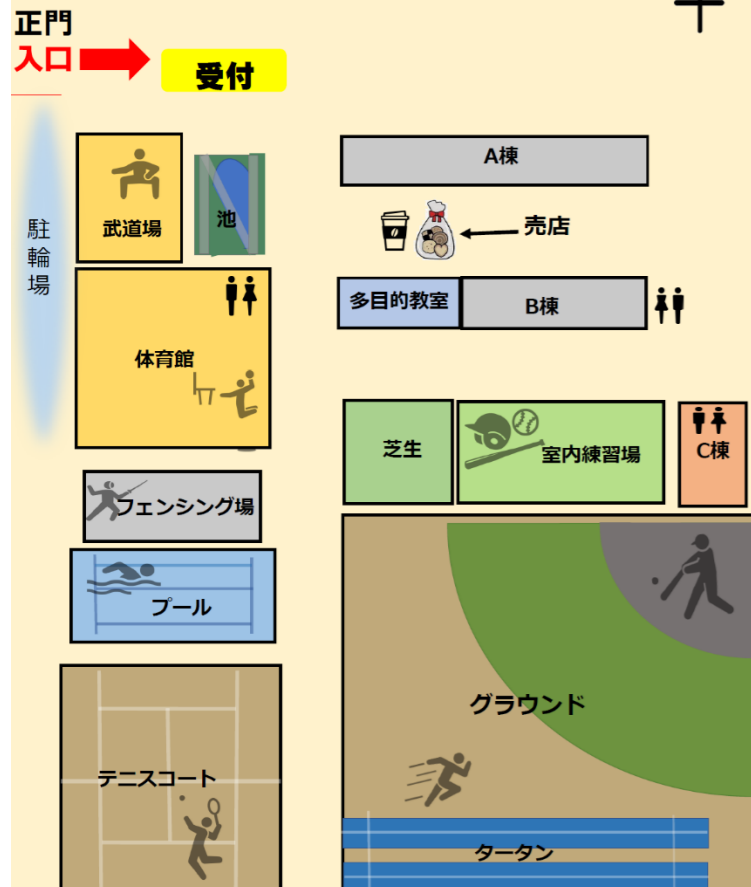 正門
入口
受付
駐輪場
武道場
池
A棟
売店
多目的教室
B棟
体育館
芝生
室内練習場
C棟
フェンシング場
プール
グラウンド
テニスコート
タータン